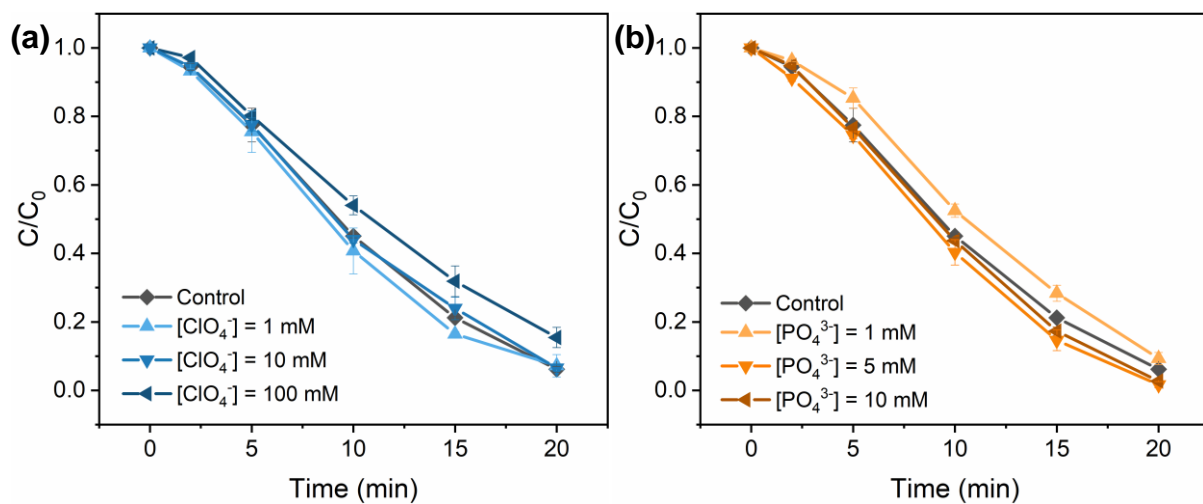 (a)
1.0
0.8
0.6
0.4
0.2
0.0
C/C₀
Control
[ClO₄⁻] = 1 mM
[ClO₄⁻] = 10 mM
[ClO₄⁻] = 100 mM
0 5 10 15 20
Time (min)
(b)
1.0
0.8
0.6
0.4
0.2
0.0
C/C₀
Control
[PO₄³⁻] = 1 mM
[PO₄³⁻] = 5 mM
[PO₄³⁻] = 10 mM
0 5 10 15 20
Time (min)